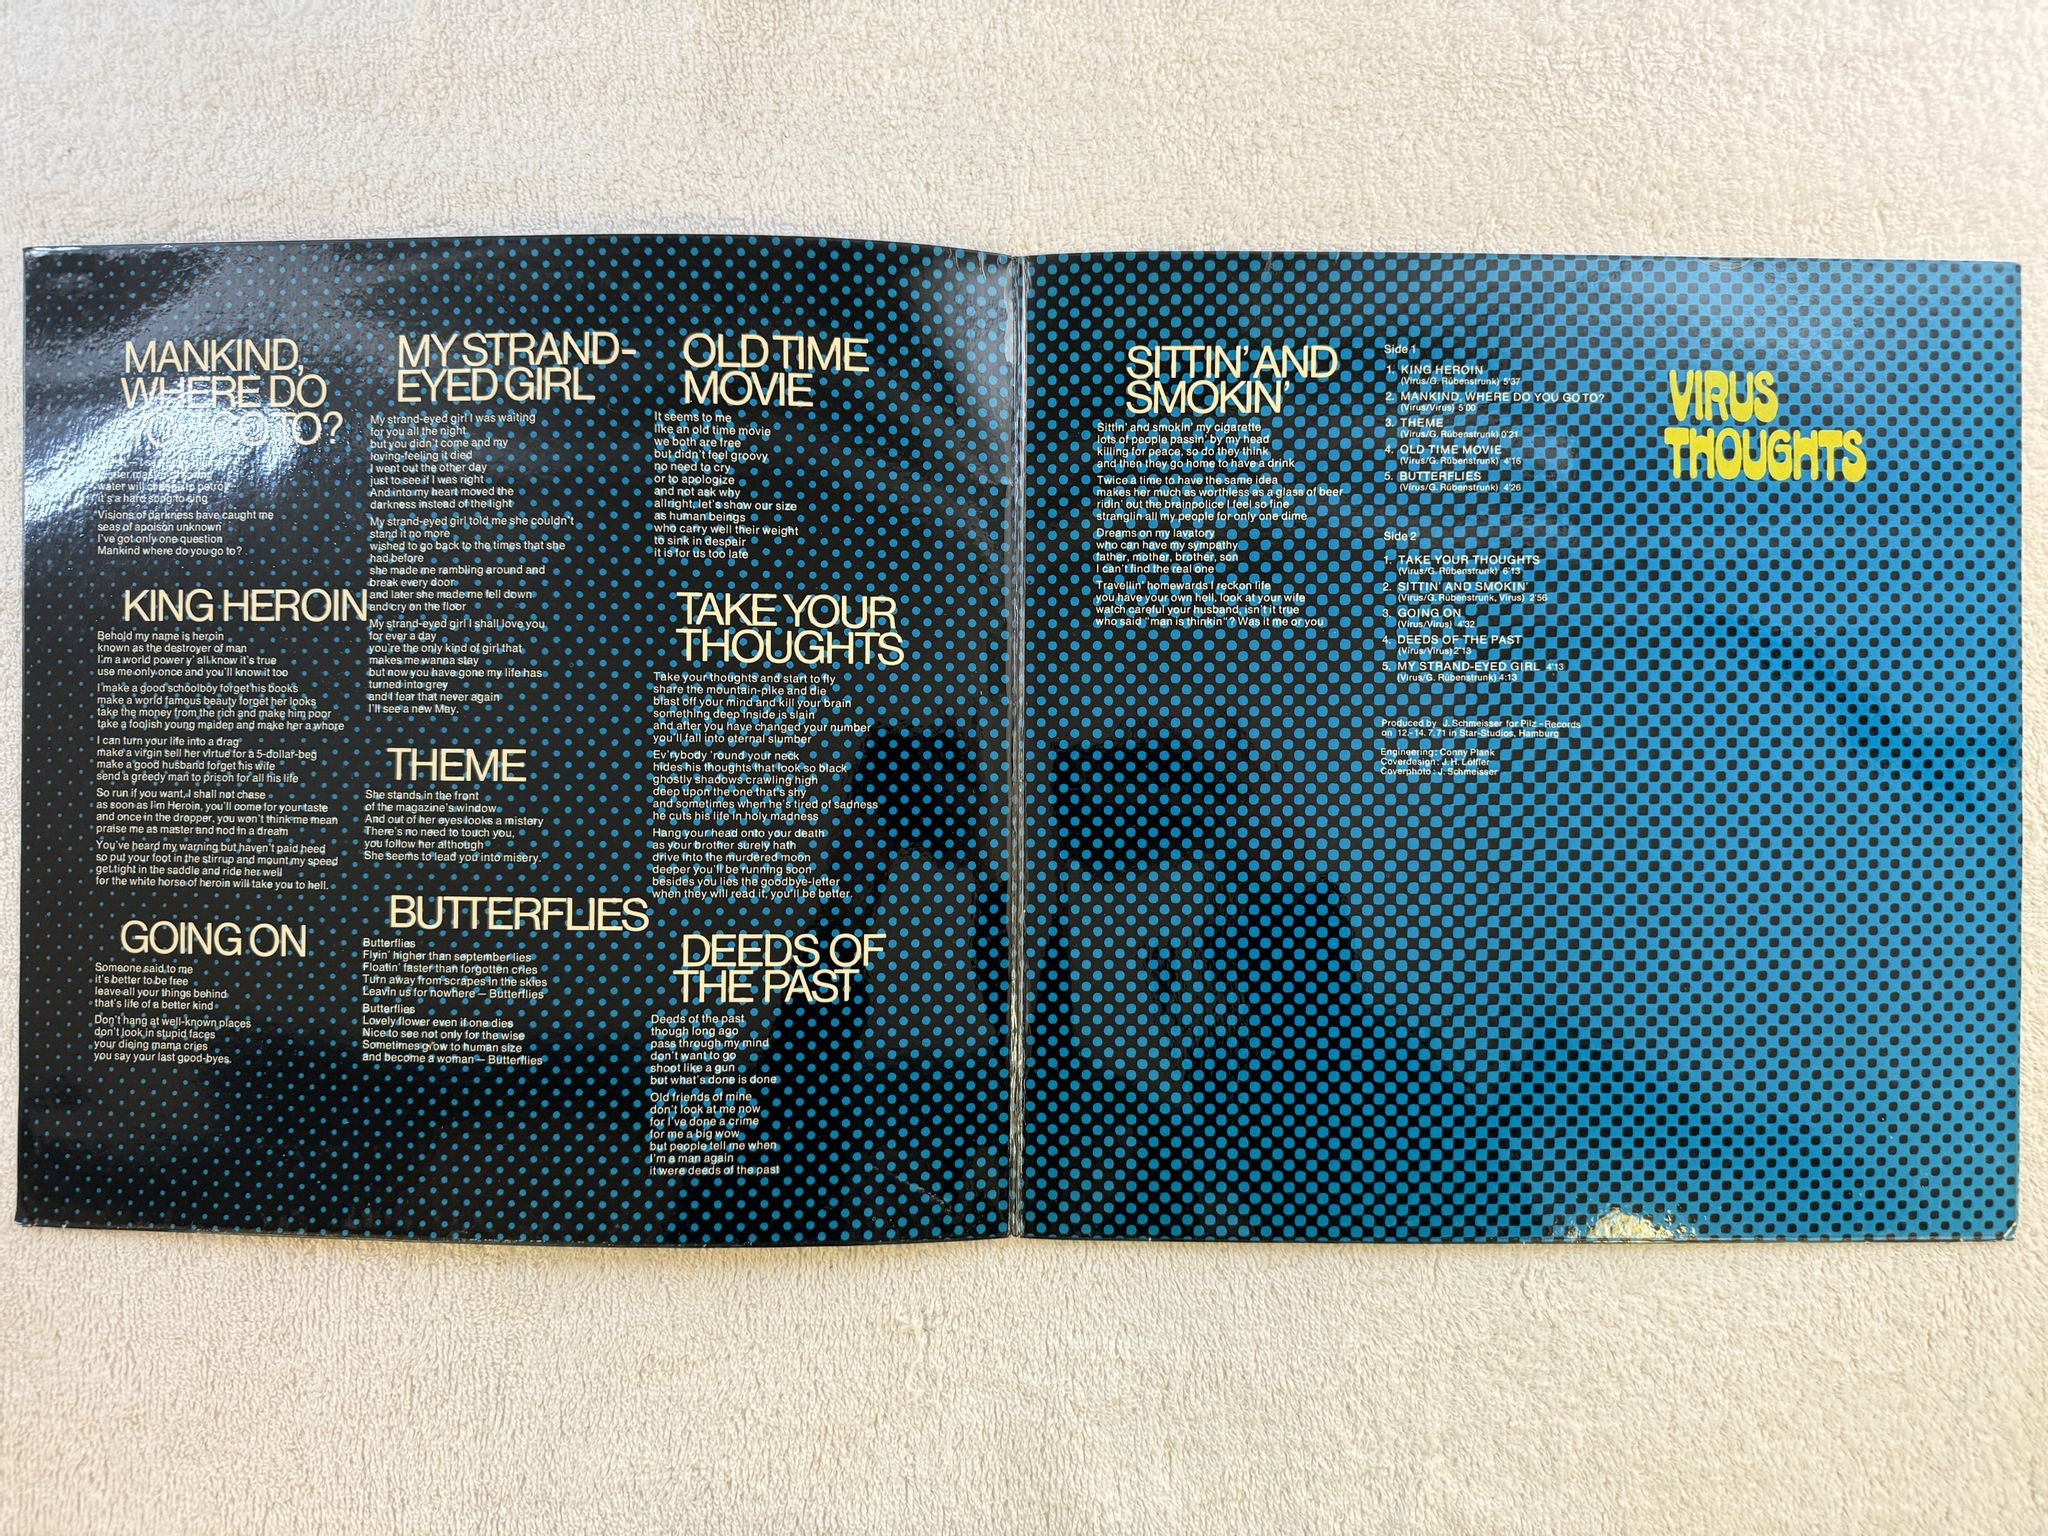 MANKIND,
WHERE DO
GO TO?
water will change to petrol
it's a hard song to sing
Visions of darkness have caught me
seas of apoison unknown
I've got only one question
Mankind where do you go to?
KING HEROIN
Behold my name is heroin
known as the destroyer of man
I'm a world power y' all know it's true
use me only once and you'll know it too
I make a good schoolboy forget his books
make a world famous beauty forget her looks
take the money from the rich and make him poor
take a foolish young maiden and make her a whore
I can turn your life into a drag
make a virgin sell her virtue for a 5-dollar-beg
make a good husband forget his wife
send a greedy man to prison for all his life
So run if you want, I shall not chese
as soon as I'm Heroin, you'll come for your taste
and once in the dropper, you won't think me mean
praise me as master and nod in a dream
You've heard my warning but haven't paid heed
so put your foot in the stirrup and mount my speed
get tight in the saddle and ride her well
for the white horse of heroin will take you to hell.
GOING ON
Someone said to me
it's better to be free
leave all your things behind
that's life of a better kind
Don't hang at well-known places
don't look in stupid faces
your dieing mama cries
you say your last good-byes.
MY STRAND-
EYED GIRL
My strand-eyed girl I was waiting
for you all the night
but you didn't come and my
loving-feeling it died
I went out the other day
just to see if I was right
And into my heart moved the
darkness instead of the light
My strand-eyed girl told me she couldn't
stand it no more
wished to go back to the times that she
had before
she made me rambling around and
break every door
and later she made me fell down
and cry on the floor
My strand-eyed girl I shall love you
for ever a day
you're the only kind of girl that
makes me wanna stay
but now you have gone my life has
turned into grey
and I fear that never again
I'll see a new May.
THEME
She stands in the front
of the magazine's window
And out of her eyes looks a mistery
There's no need to touch you,
you follow her although
She seems to lead you into misery.
BUTTERFLIES
Butterflies
Flyin' higher than september lies
Floatin' faster than forgotten cries
Turn away from scrapes in the skies
Leavin us for nowhere — Butterflies
Butterflies
Lovely flower even if one dies
Nice to see not only for the wise
Sometimes grow to human size
and become a woman — Butterflies
OLD TIME
MOVIE
It seems to me
like an old time movie
we both are free
but didn't feel groovy
no need to cry
or to apologize
and not ask why
allright, let's show our size
as human beings
who carry well their weight
to sink in despair
it is for us too late
TAKE YOUR
THOUGHTS
Take your thoughts and start to fly
share the mountain-pike and die
blast off your mind and kill your brain
something deep inside is slain
and after you have changed your number
you'll fall into eternal slumber
Ev'rybody 'round your neck
hides his thoughts that look so black
ghostly shadows crawling high
deep upon the one that's shy
and sometimes when he's tired of sadness
he cuts his life in holy madness
Hang your head onto your death
as your brother surely hath
drive into the murdered moon
deeper you'll be running soon
besides you lies the goodbye-letter
when they will read it, you'll be better.
DEEDS OF
THE PAST
Deeds of the past
though long ago
pass through my mind
don't want to go
shoot like a gun
but what's done is done
Old friends of mine
don't look at me now
for I've done a crime
for me a big wow
but people tell me when
I'm a man again
it were deeds of the past
SITTIN' AND
SMOKIN'
Sittin' and smokin' my cigarette
lots of people passin' by my head
killing for peace, so do they think
and then they go home to have a drink
Twice a time to have the same idea
makes her much as worthless as a glass of beer
ridin' out the brainpolice I feel so fine
stranglin all my people for only one dime
Dreams on my lavatory
who can have my sympathy
father, mother, brother, son
I can't find the real one
Travellin' homewards I reckon life
you have your own hell, look at your wife
watch careful your husband, isn't it true
who said "man is thinkin"? Was it me or you
Side 1
1. KING HEROIN
(Virus/G. Rübenstrunk) 5'37
2. MANKIND, WHERE DO YOU GO TO?
(Virus/Virus) 5'00
3. THEME
(Virus/G. Rübenstrunk) 0'21
4. OLD TIME MOVIE
(Virus/G. Rübenstrunk) 4'16
5. BUTTERFLIES
(Virus/G. Rübenstrunk) 4'26
Side 2
1. TAKE YOUR THOUGHTS
(Virus/G. Rübenstrunk) 6'13
2. SITTIN' AND SMOKIN'
(Virus/G. Rübenstrunk, Virus) 2'56
3. GOING ON
(Virus/Virus) 4'32
4. DEEDS OF THE PAST
(Virus/Virus) 2'13
5. MY STRAND-EYED GIRL 4'13
(Virus/G. Rübenstrunk) 4:13
Produced by J. Schmeisser for Pilz-Records
on 12.-14. 7. 71 in Star-Studios, Hamburg
Engineering: Conny Plank
Coverdesign: J. H. Löffler
Coverphoto: J. Schmeisser
VIRUS
THOUGHTS